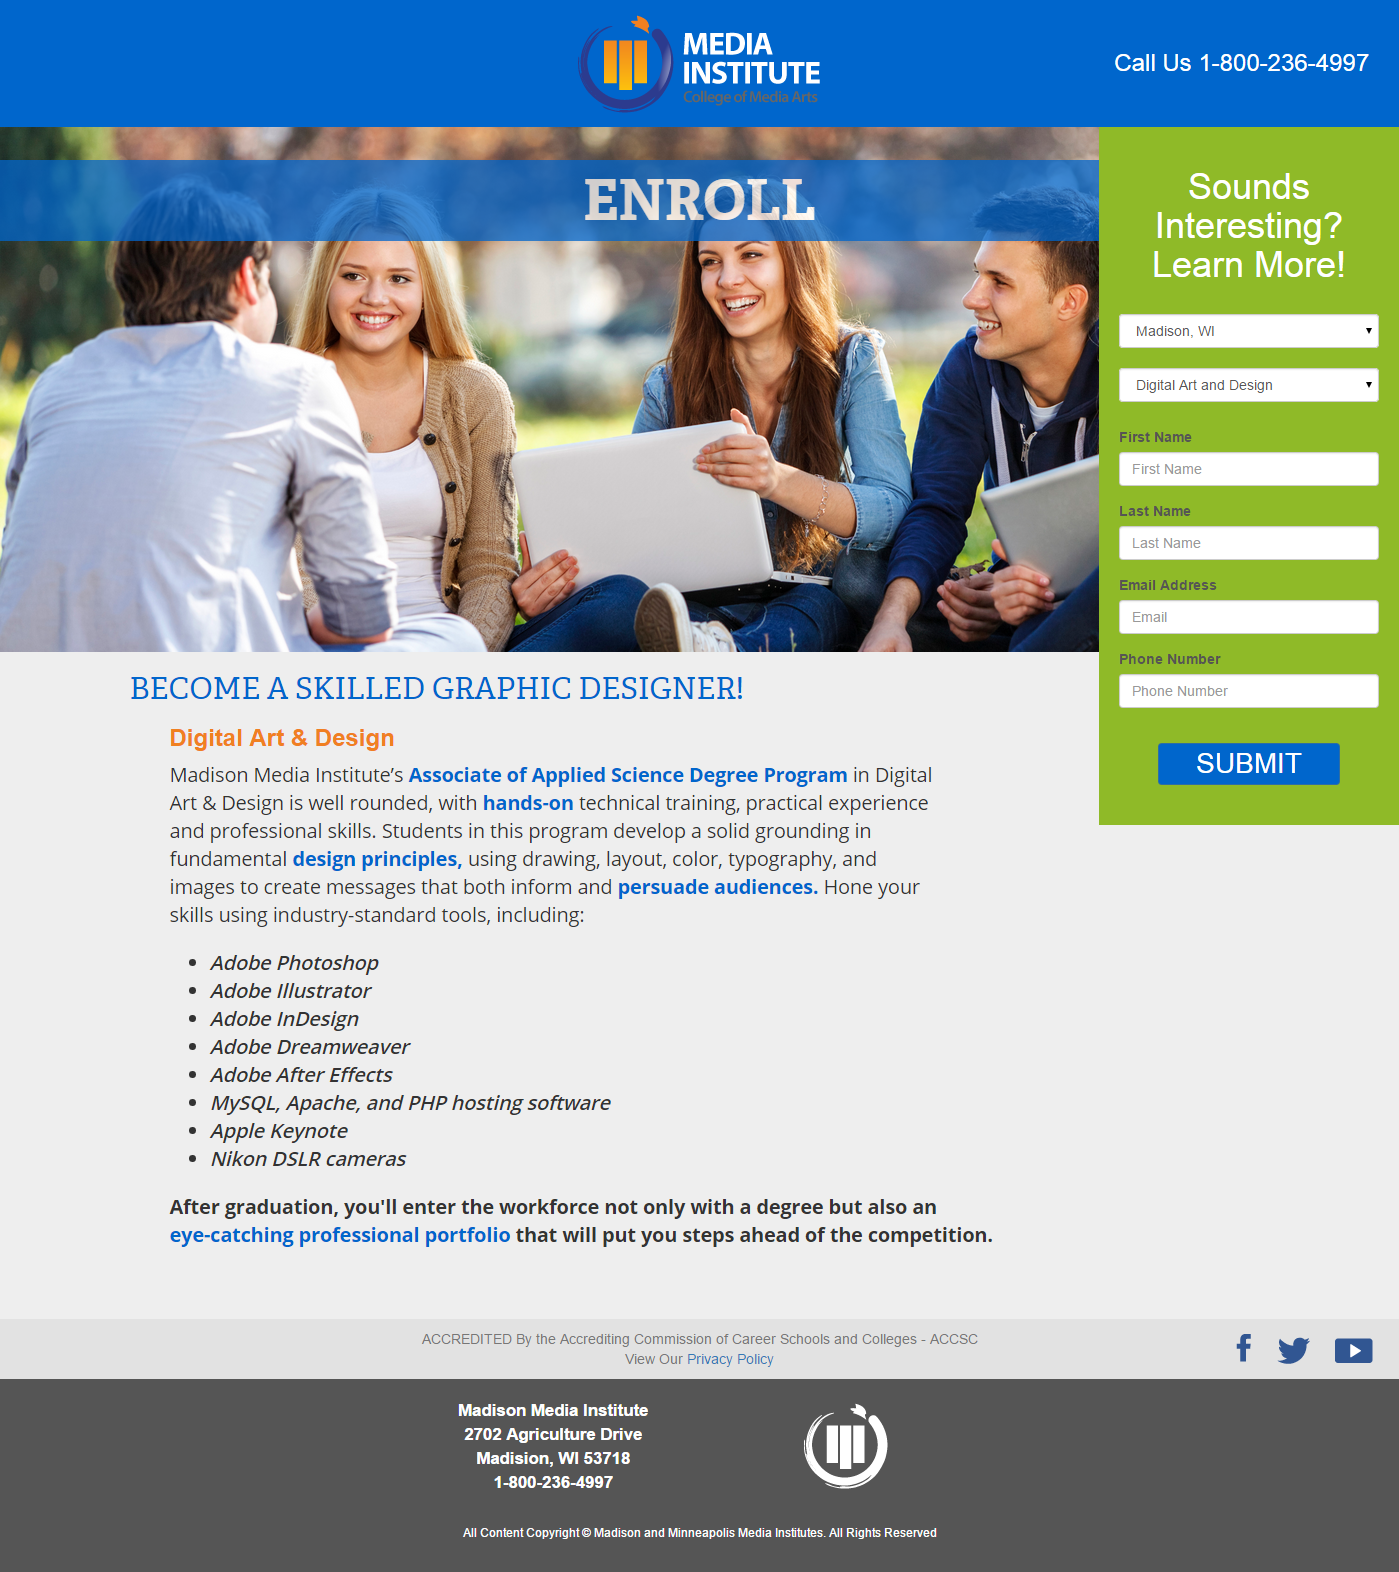 MEDIA
INSTITUTE
College of Media Arts
Call Us 1-800-236-4997
ENROLL
Sounds
Interesting?
Learn More!
Madison, WI
Digital Art and Design
First Name
First Name
Last Name
Last Name
Email Address
Email
Phone Number
Phone Number
SUBMIT
BECOME A SKILLED GRAPHIC DESIGNER!
Digital Art & Design
Madison Media Institute’s Associate of Applied Science Degree Program in Digital
Art & Design is well rounded, with hands-on technical training, practical experience
and professional skills. Students in this program develop a solid grounding in
fundamental design principles, using drawing, layout, color, typography, and
images to create messages that both inform and persuade audiences. Hone your
skills using industry-standard tools, including:
• Adobe Photoshop
• Adobe Illustrator
• Adobe InDesign
• Adobe Dreamweaver
• Adobe After Effects
• MySQL, Apache, and PHP hosting software
• Apple Keynote
• Nikon DSLR cameras
After graduation, you'll enter the workforce not only with a degree but also an
eye-catching professional portfolio that will put you steps ahead of the competition.
ACCREDITED By the Accrediting Commission of Career Schools and Colleges - ACCSC
View Our Privacy Policy
Madison Media Institute
2702 Agriculture Drive
Madision, WI 53718
1-800-236-4997
All Content Copyright © Madison and Minneapolis Media Institutes. All Rights Reserved